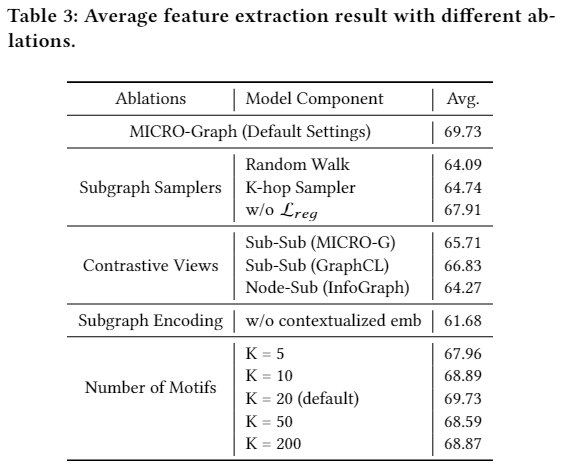 Table 3: Average feature extraction result with different ab-
lations.
Ablations Model Component Avg.
MICRO-Graph (Default Settings) 69.73
Random Walk 64.09
Subgraph Samplers K-hop Sampler 64.74
w/o ℒreg 67.91
Sub-Sub (MICRO-G) 65.71
Contrastive Views Sub-Sub (GraphCL) 66.83
Node-Sub (InfoGraph) 64.27
Subgraph Encoding w/o contextualized emb 61.68
K = 5 67.96
K = 10 68.89
Number of Motifs K = 20 (default) 69.73
K = 50 68.59
K = 200 68.87